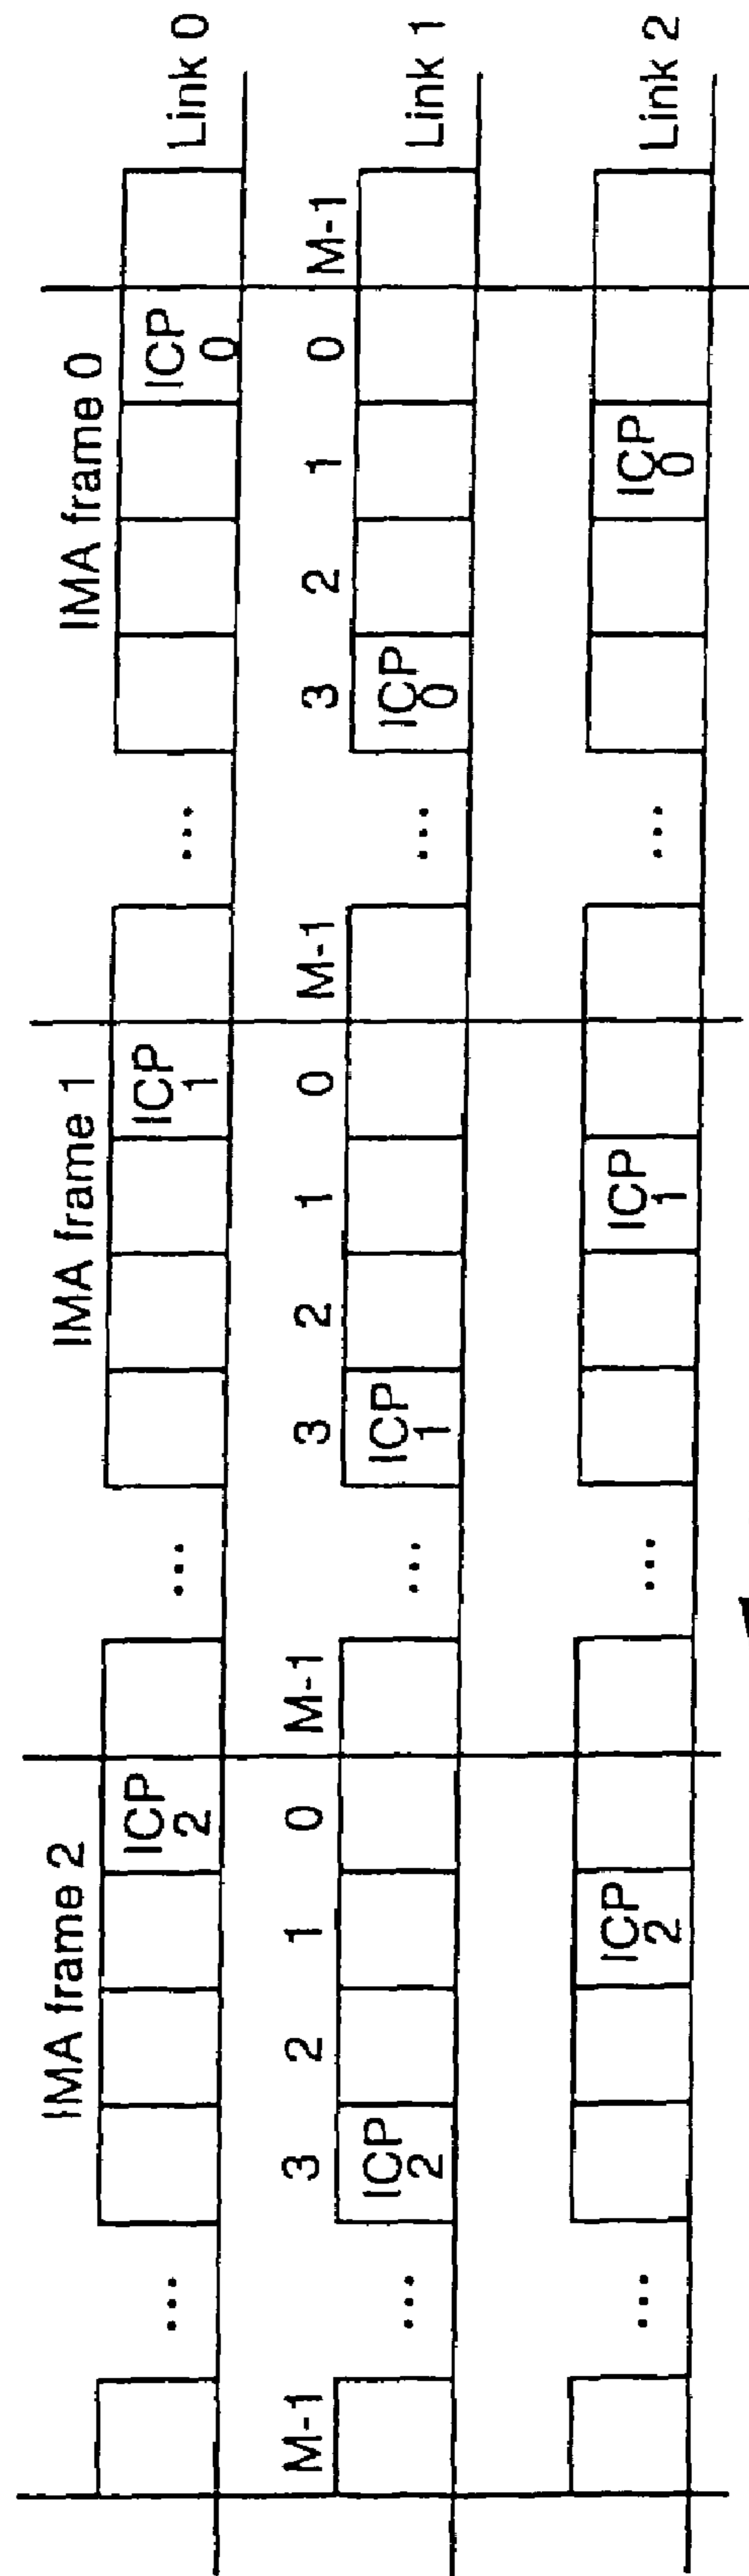 IMA frame 2 IMA frame 1 IMA frame 0
ICP 2 ICP 1 ICP 0 Link 0
... ... ...
M-1 3 2 1 0 M-1 3 2 1 0 M-1 3 2 1 0 M-1
ICP 2 ICP 1 ICP 0 Link 1
... ... ...
ICP 2 ICP 1 ICP 0 Link 2
... ... ...